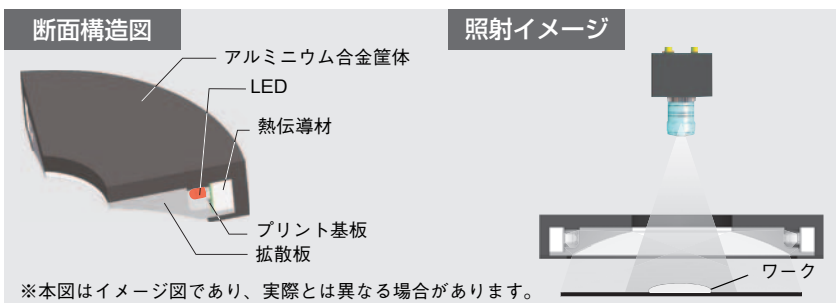 断面構造図
アルミニウム合金筐体
LED
熱伝導材
プリント基板
拡散板
※本図はイメージ図であり、実際とは異なる場合があります。
照射イメージ
ワーク